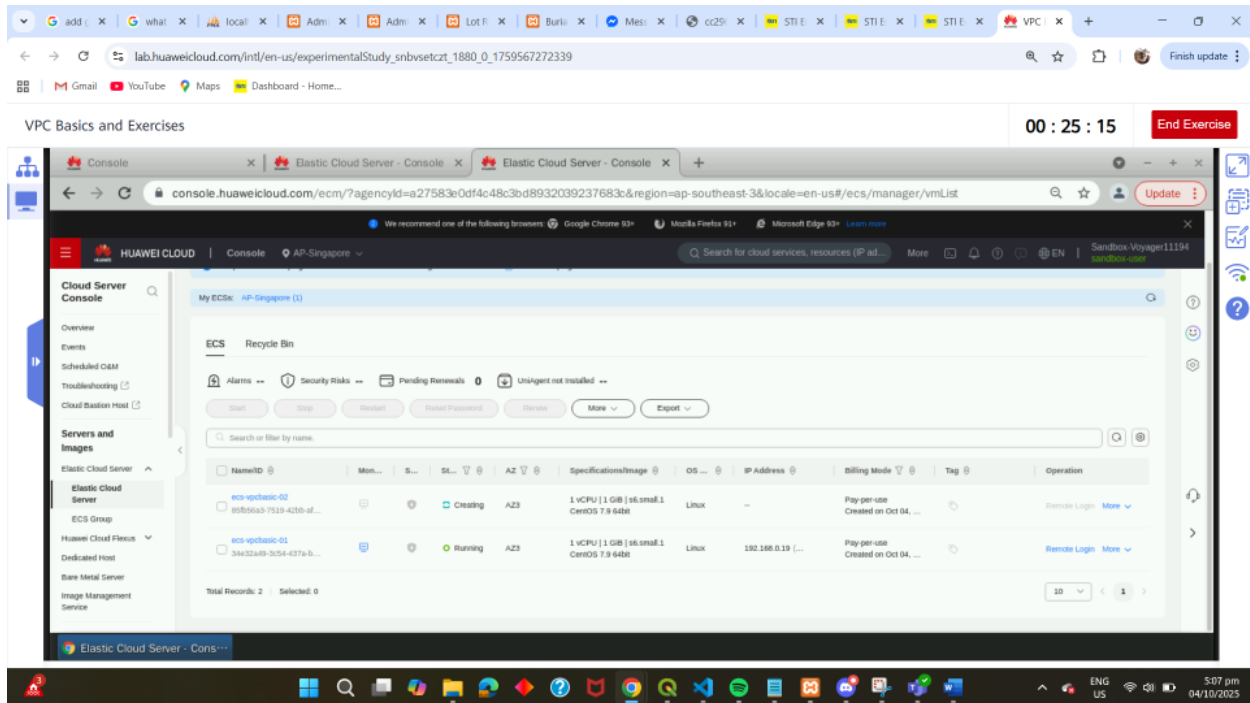 add g
what
local
Adm
Adm
Lot F
Buria
Mess
cc29
STI E
STI E
STI E
VPC
lab.huaweicloud.com/intl/en-us/experimentalStudy_snbvsetczt_1880_0_1759567272339
Finish update
Gmail YouTube Maps Dashboard - Home...
VPC Basics and Exercises
00 : 25 : 15
End Exercise
Console
Elastic Cloud Server - Console
Elastic Cloud Server - Console
console.huaweicloud.com/ecm/?agencyId=a27583e0df4c48c3bd8932039237683c&region=ap-southeast-3&locale=en-us#/ecs/manager/vmList
Update
We recommend one of the following browsers: Google Chrome 93+ Mozilla Firefox 91+ Microsoft Edge 93+ Learn more
HUAWEI CLOUD | Console AP-Singapore
Search for cloud services, resources (IP ad...
More
EN
Sandbox-Voyager11194
sandbox-user
Cloud Server
Console
Overview
Events
Scheduled O&M
Troubleshooting
Cloud Bastion Host
Servers and
Images
Elastic Cloud Server
Elastic Cloud
Server
ECS Group
Huawei Cloud Flexus
Dedicated Host
Bare Metal Server
Image Management
Service
My ECSs: AP-Singapore (1)
ECS Recycle Bin
Alarms -- Security Risks -- Pending Renewals 0 UniAgent not Installed --
Start Stop Restart Reset Password Renew More Export
Search or filter by name.
Name/ID Mon... S... St... AZ Specifications/Image OS ... IP Address Billing Mode Tag Operation
ecs-vpcbasic-02
Creating AZ3
1 vCPU | 1 GiB | s6.small.1
CentOS 7.9 64bit
Linux --
Pay-per-use
Created on Oct 04, ...
Remote Login More
ecs-vpcbasic-01
Running AZ3
1 vCPU | 1 GiB | s6.small.1
CentOS 7.9 64bit
Linux 192.168.0.19 (...
Pay-per-use
Created on Oct 04, ...
Remote Login More
Total Records: 2 Selected: 0
10
1
Elastic Cloud Server - Cons...
3
ENG
US
5:07 pm
04/10/2025